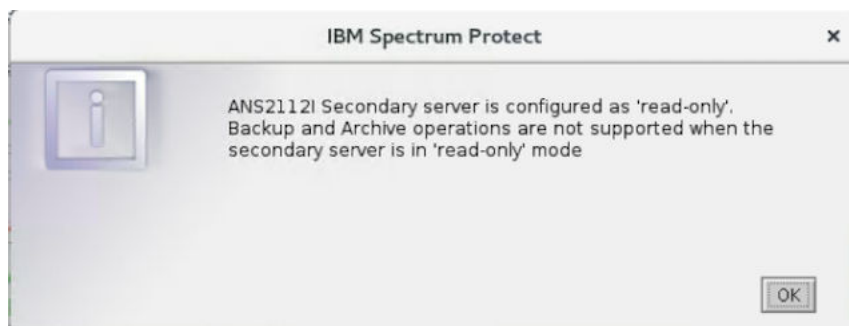 IBM Spectrum Protect
ANS2112I Secondary server is configured as 'read-only'.
Backup and Archive operations are not supported when the
secondary server is in 'read-only' mode
OK